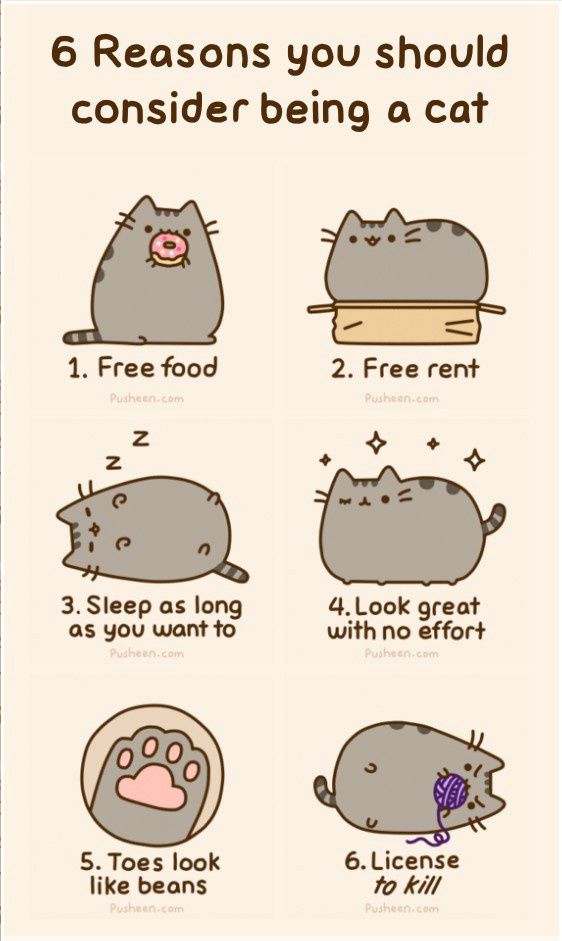 6 Reasons you should
consider being a cat
1. Free food
Pusheen.com
2. Free rent
Pusheen.com
z
z
3. Sleep as long
as you want to
Pusheen.com
4. Look great
with no effort
Pusheen.com
5. Toes look
like beans
Pusheen.com
6. License
to kill
Pusheen.com